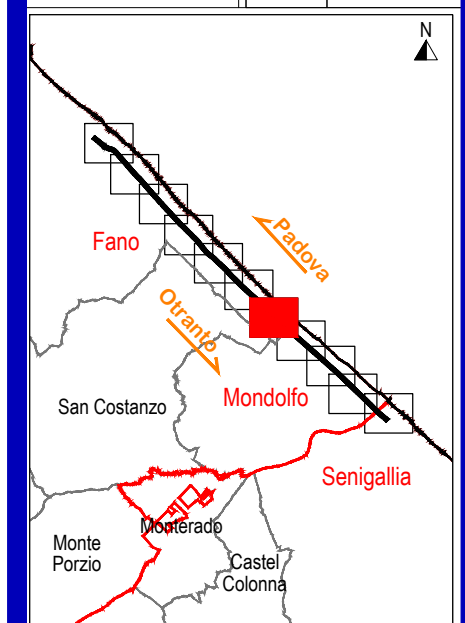 N
Padova
Fano
Otranto
Mondolfo
San Costanzo
Senigallia
Monterado
Monte
Porzio
Castel
Colonna